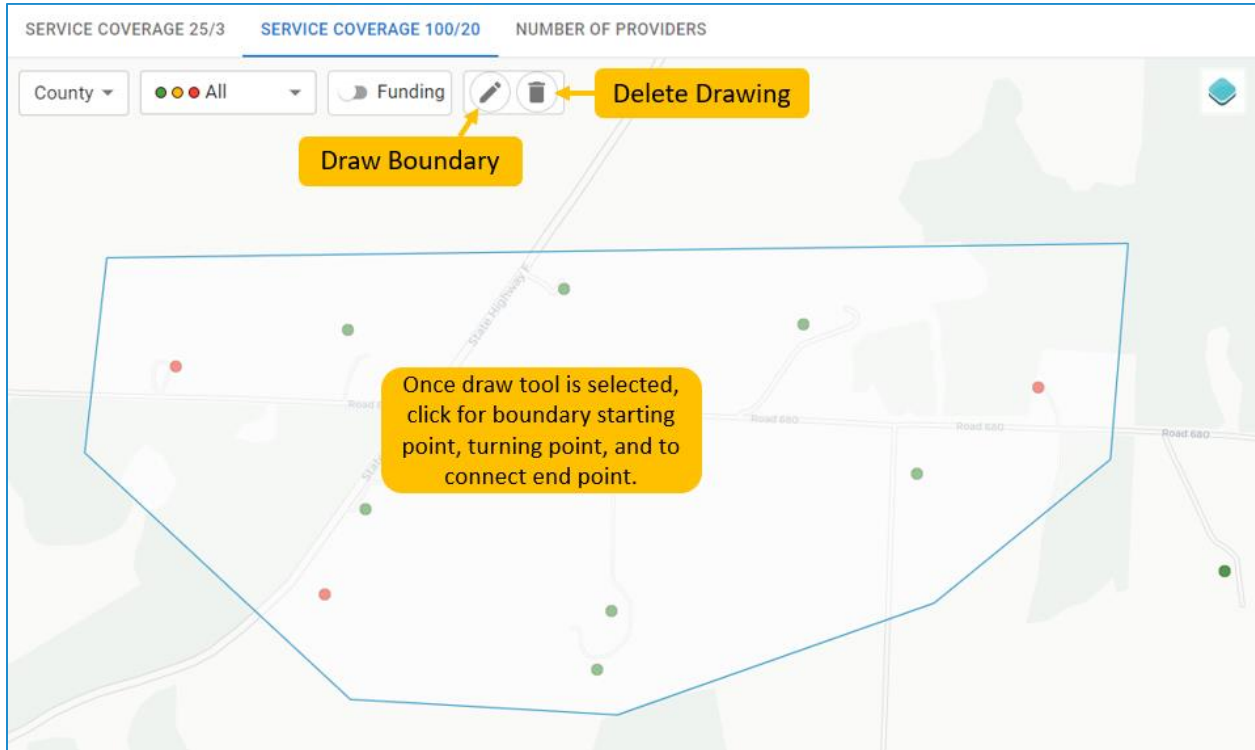 SERVICE COVERAGE 25/3 SERVICE COVERAGE 100/20 NUMBER OF PROVIDERS
County All Funding Delete Drawing
Draw Boundary
State Highway F
Once draw tool is selected,
click for boundary starting
point, turning point, and to
connect end point.
Road
Road 680
Road 680
Road 680